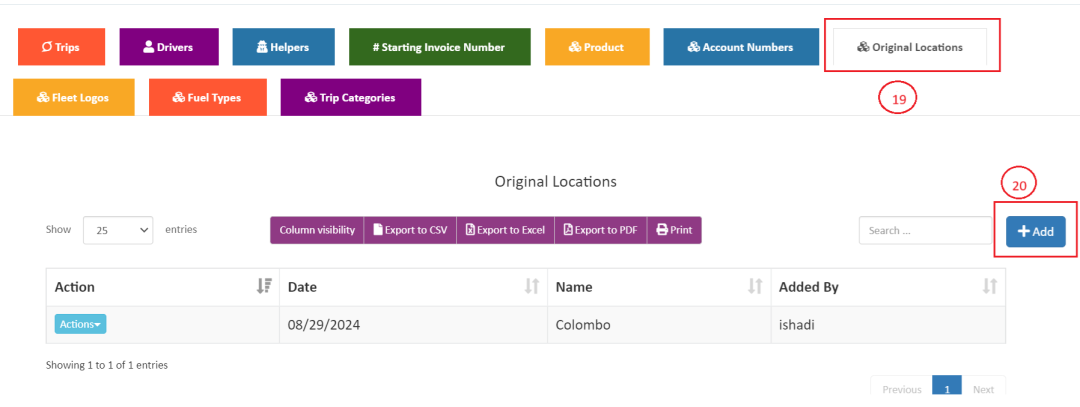 Trips Drivers Helpers # Starting Invoice Number Product Account Numbers Original Locations
Fleet Logos Fuel Types Trip Categories 19
Original Locations
20
Show 25 entries Column visibility Export to CSV Export to Excel Export to PDF Print Search ... Add
Action Date Name Added By
Actions 08/29/2024 Colombo ishadi
Showing 1 to 1 of 1 entries
Previous 1 Next